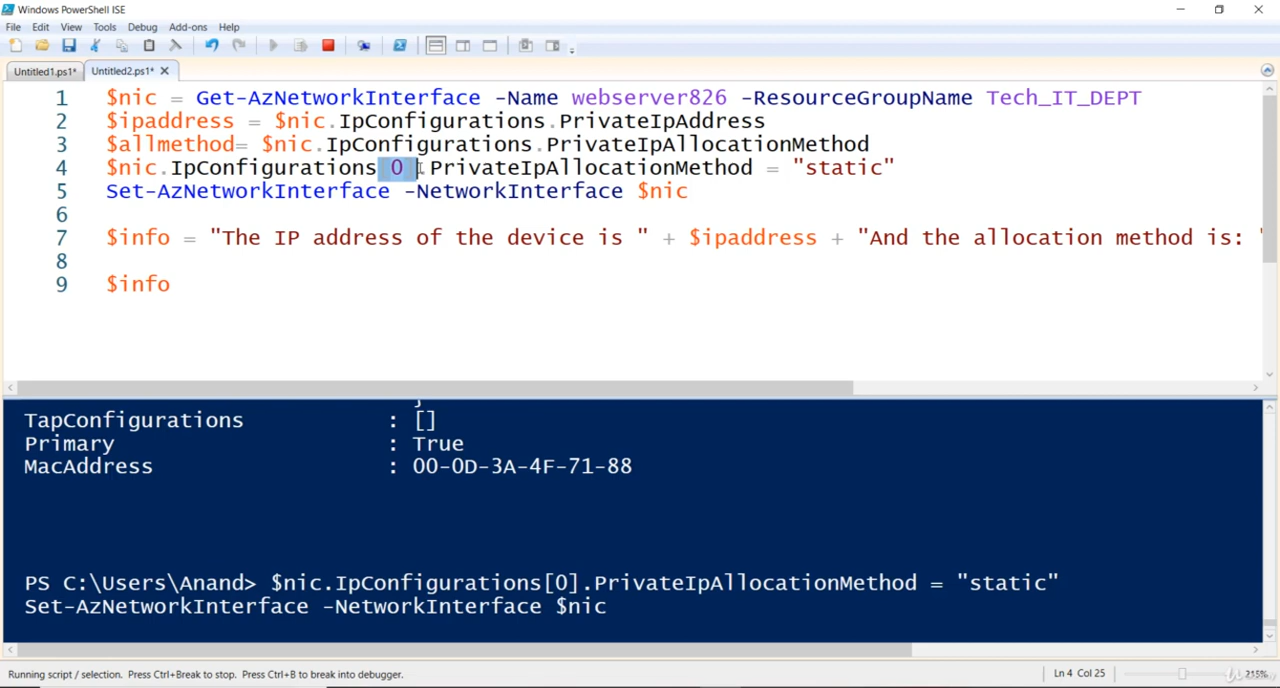 Windows PowerShell ISE
File Edit View Tools Debug Add-ons Help
Untitled1.ps1* Untitled2.ps1*
1 $nic = Get-AzNetworkInterface -Name webserver826 -ResourceGroupName Tech_IT_DEPT
2 $ipaddress = $nic.IpConfigurations.PrivateIpAddress
3 $allmethod= $nic.IpConfigurations.PrivateIpAllocationMethod
4 $nic.IpConfigurations[0].PrivateIpAllocationMethod = "static"
5 Set-AzNetworkInterface -NetworkInterface $nic
6
7 $info = "The IP address of the device is " + $ipaddress + "And the allocation method is: "
8
9 $info
TapConfigurations : []
Primary : True
MacAddress : 00-0D-3A-4F-71-88
PS C:\Users\Anand> $nic.IpConfigurations[0].PrivateIpAllocationMethod = "static"
Set-AzNetworkInterface -NetworkInterface $nic
Running script / selection. Press Ctrl+Break to stop. Press Ctrl+B to break into debugger. Ln 4 Col 25 215%